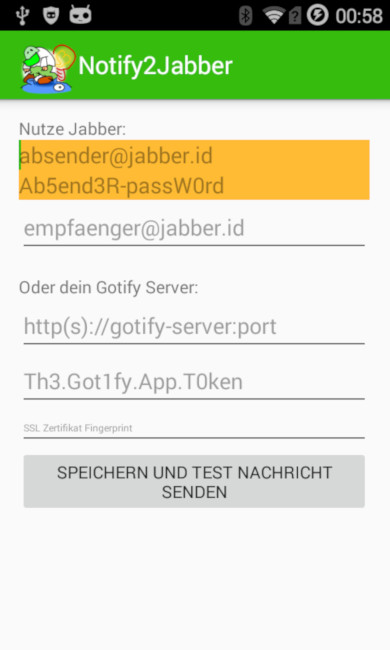 00:58
Notify2Jabber
Nutze Jabber:
absender@jabber.id
Ab5end3R-passW0rd
empfaenger@jabber.id
Oder dein Gotify Server:
http(s)://gotify-server:port
Th3.Got1fy.App.T0ken
SSL Zertifikat Fingerprint
SPEICHERN UND TEST NACHRICHT
SENDEN